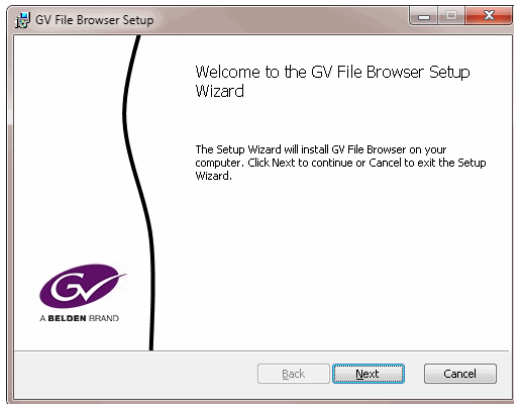 GV File Browser Setup
Welcome to the GV File Browser Setup
Wizard
The Setup Wizard will install GV File Browser on your
computer. Click Next to continue or Cancel to exit the Setup
Wizard.
GV
A BELDEN BRAND
Back
Next
Cancel